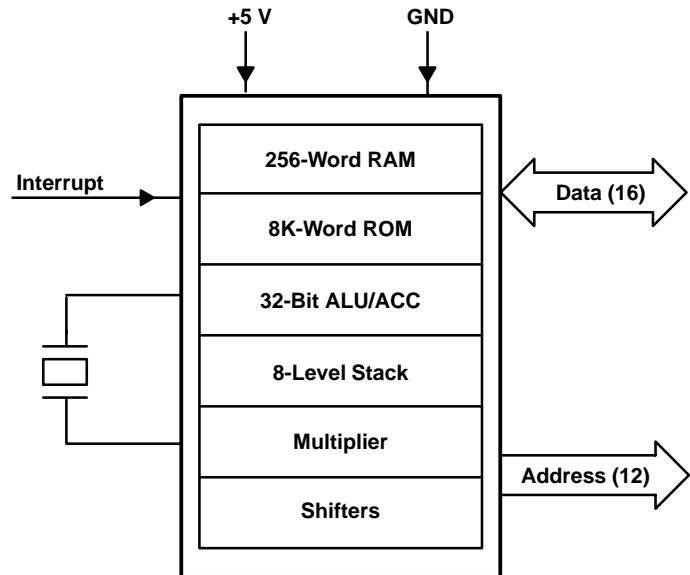 +5 V
GND
Interrupt
256-Word RAM
8K-Word ROM
32-Bit ALU/ACC
8-Level Stack
Multiplier
Shifters
Data (16)
Address (12)